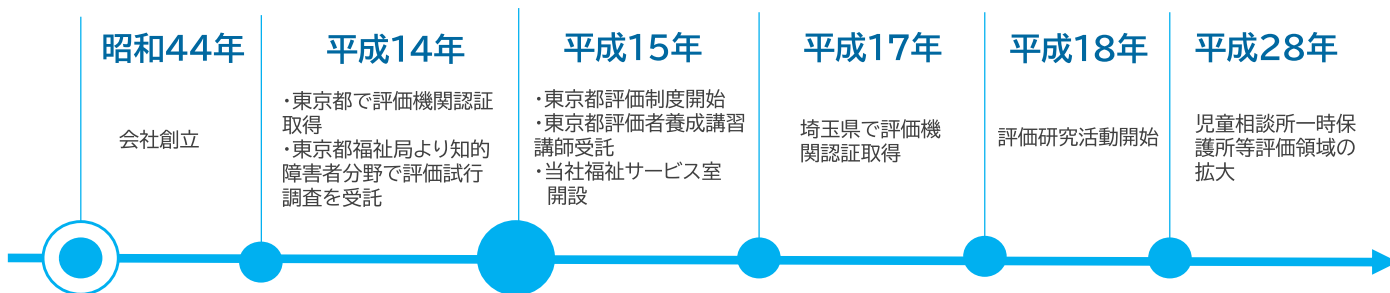 昭和44年
会社創立
平成14年
・東京都で評価機関認証
取得
・東京都福祉局より知的
障害者分野で評価試行
調査を受託
平成15年
・東京都評価制度開始
・東京都評価者養成講習
講師受託
・当社福祉サービス室
開設
平成17年
埼玉県で評価機
関認証取得
平成18年
評価研究活動開始
平成28年
児童相談所一時保
護所等評価領域の
拡大